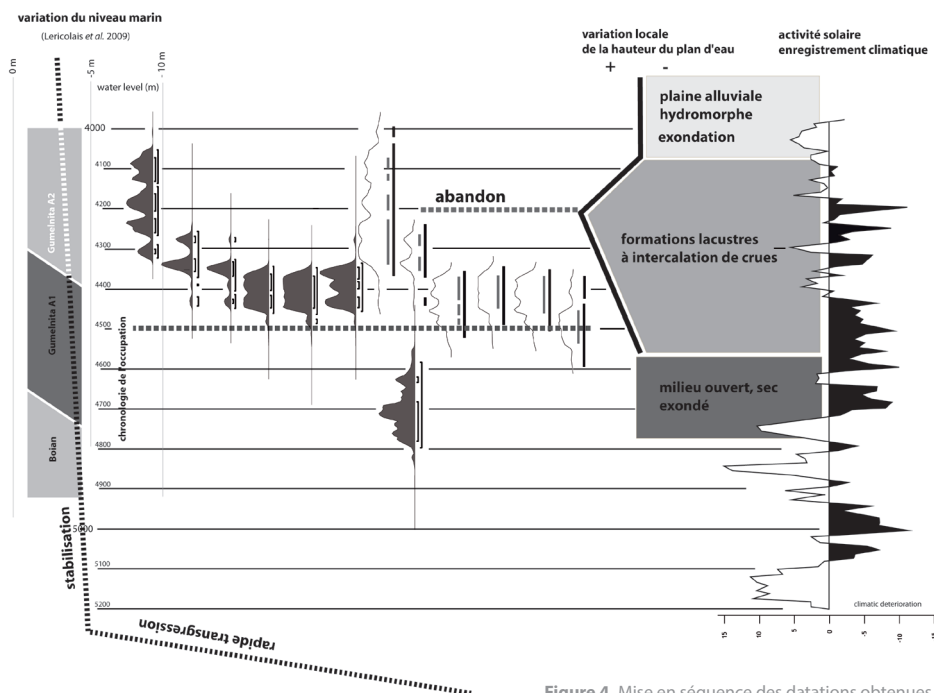 variation du niveau marin
(Lericolais et al. 2009)
0 m
-5 m
-10 m
water level (m)
variation locale
de la hauteur du plan d'eau
+ -
activité solaire
enregistrement climatique
4000
4100
4200
4300
4400
4500
4600
4700
4800
4900
5000
5100
5200
Gumelnita A2
Gumelnita A1
Boian
chronologie de l'occupation
stabilisation
rapide transgression
abandon
plaine alluviale
hydromorphe
exondation
formations lacustres
à intercalation de crues
milieu ouvert, sec
exondé
climatic deterioration
15 10 5 0 -5 -10
Figure 4. Mise en séquence des datations obtenues